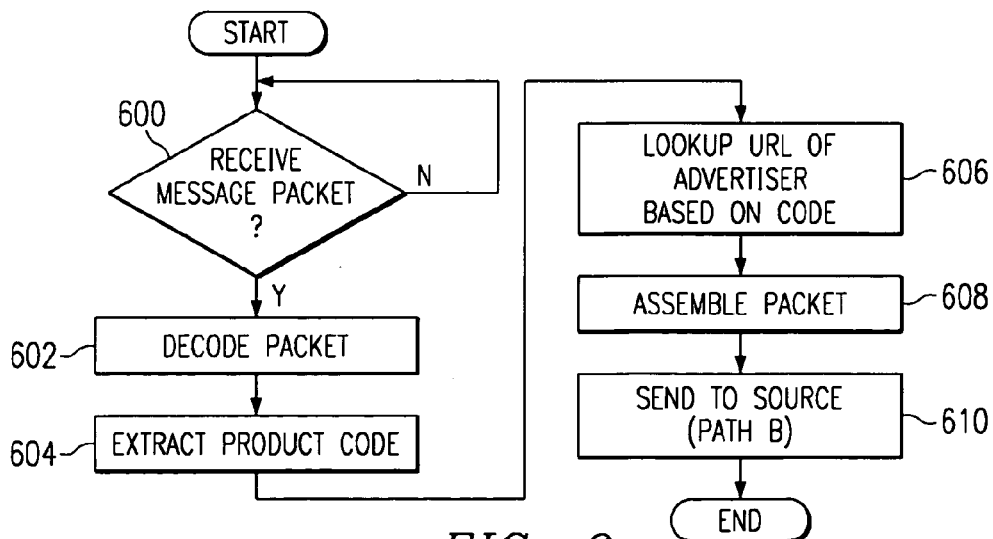 START
600
RECEIVE
MESSAGE PACKET
?
N
Y
602
DECODE PACKET
604
EXTRACT PRODUCT CODE
LOOKUP URL OF
ADVERTISER
BASED ON CODE
606
ASSEMBLE PACKET
608
SEND TO SOURCE
(PATH B)
610
END
FIG.